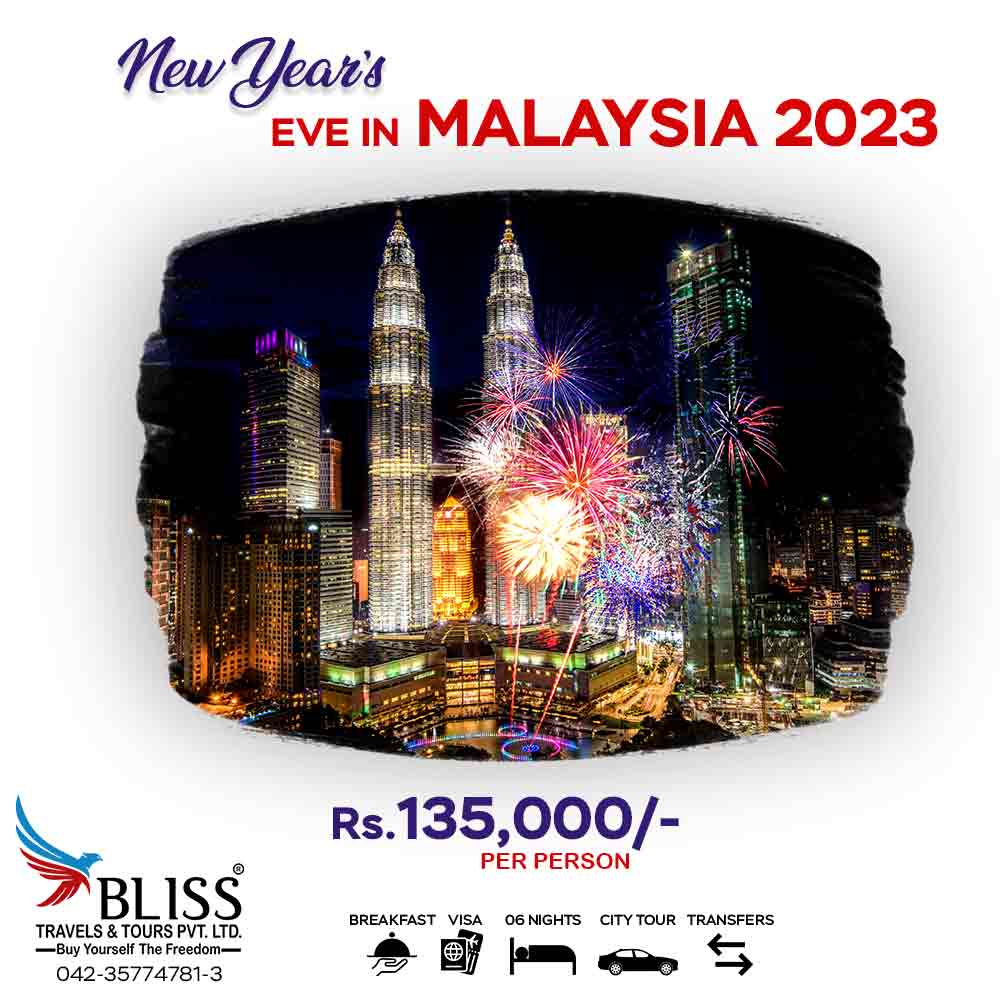 New Year's
EVE IN MALAYSIA 2023
Rs.135,000/-
PER PERSON
BLISS®
TRAVELS & TOURS PVT. LTD.
Buy Yourself The Freedom
042-35774781-3
BREAKFAST VISA 06 NIGHTS CITY TOUR TRANSFERS